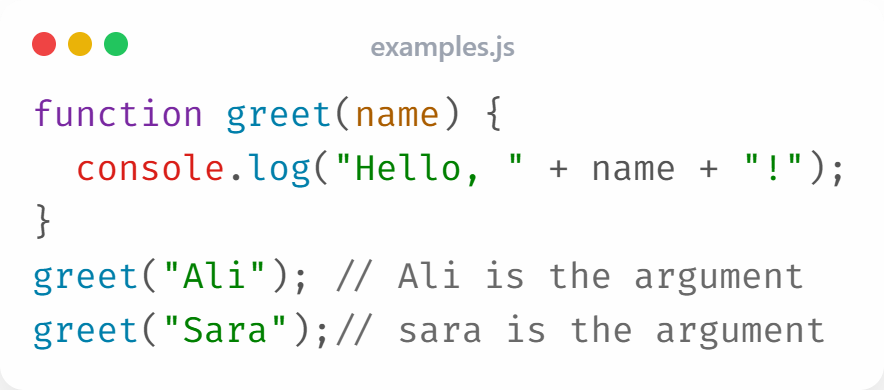 examples.js
function greet(name) {
  console.log("Hello, " + name + "!");
}
greet("Ali"); // Ali is the argument
greet("Sara");// sara is the argument